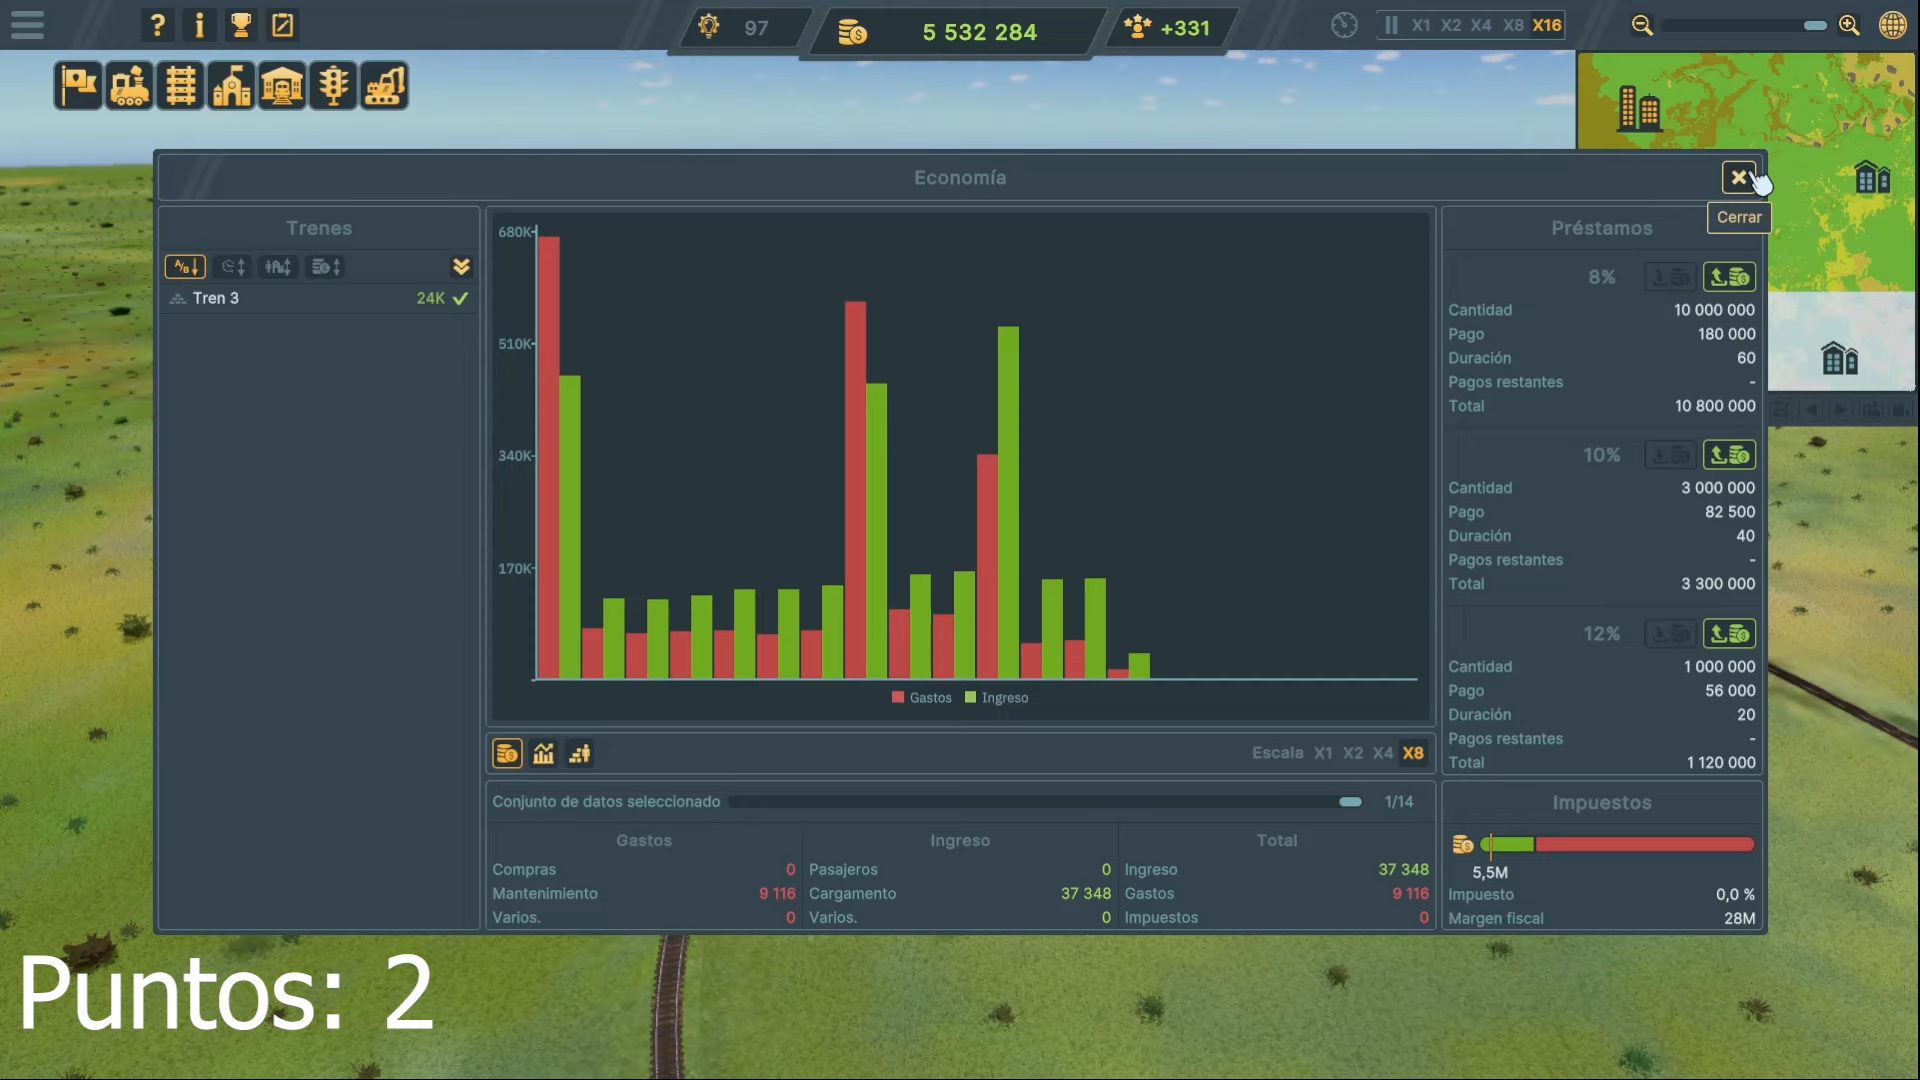 97
5 532 284
+331
X1 X2 X4 X8 X16
Economía
Cerrar
Trenes
A/B
Tren 3 24K
680K
510K
340K
170K
Gastos Ingreso
Escala X1 X2 X4 X8
Conjunto de datos seleccionado 1/14
Gastos
Compras 0
Mantenimiento 9 116
Varios. 0
Ingreso
Pasajeros 0
Cargamento 37 348
Varios. 0
Total
Ingreso 37 348
Gastos 9 116
Impuestos 0
Préstamos
8%
Cantidad 10 000 000
Pago 180 000
Duración 60
Pagos restantes -
Total 10 800 000
10%
Cantidad 3 000 000
Pago 82 500
Duración 40
Pagos restantes -
Total 3 300 000
12%
Cantidad 1 000 000
Pago 56 000
Duración 20
Pagos restantes -
Total 1 120 000
Impuestos
5,5M
Impuesto 0,0 %
Margen fiscal 28M
Puntos: 2